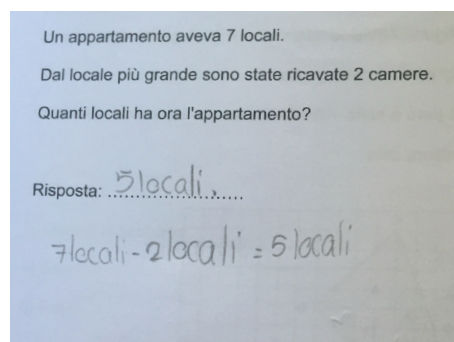 Un appartamento aveva 7 locali.
Dal locale più grande sono state ricavate 2 camere.
Quanti locali ha ora l'appartamento?
Risposta: 5 locali.
7 locali - 2 locali = 5 locali